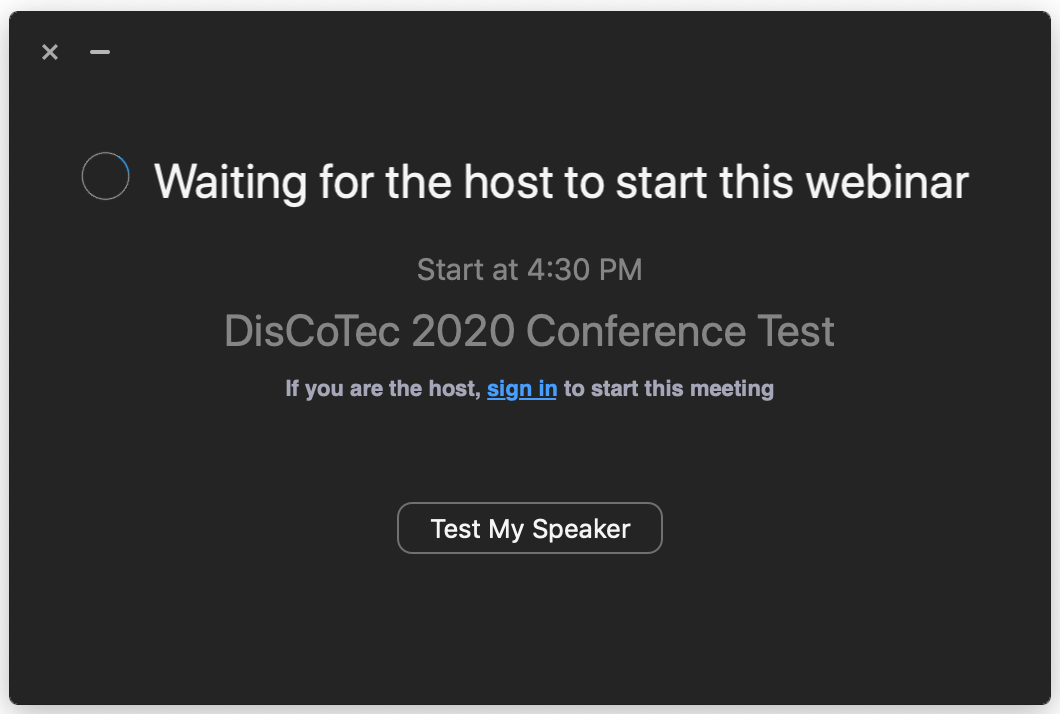 Waiting for the host to start this webinar
Start at 4:30 PM
DisCoTec 2020 Conference Test
If you are the host, sign in to start this meeting
Test My Speaker